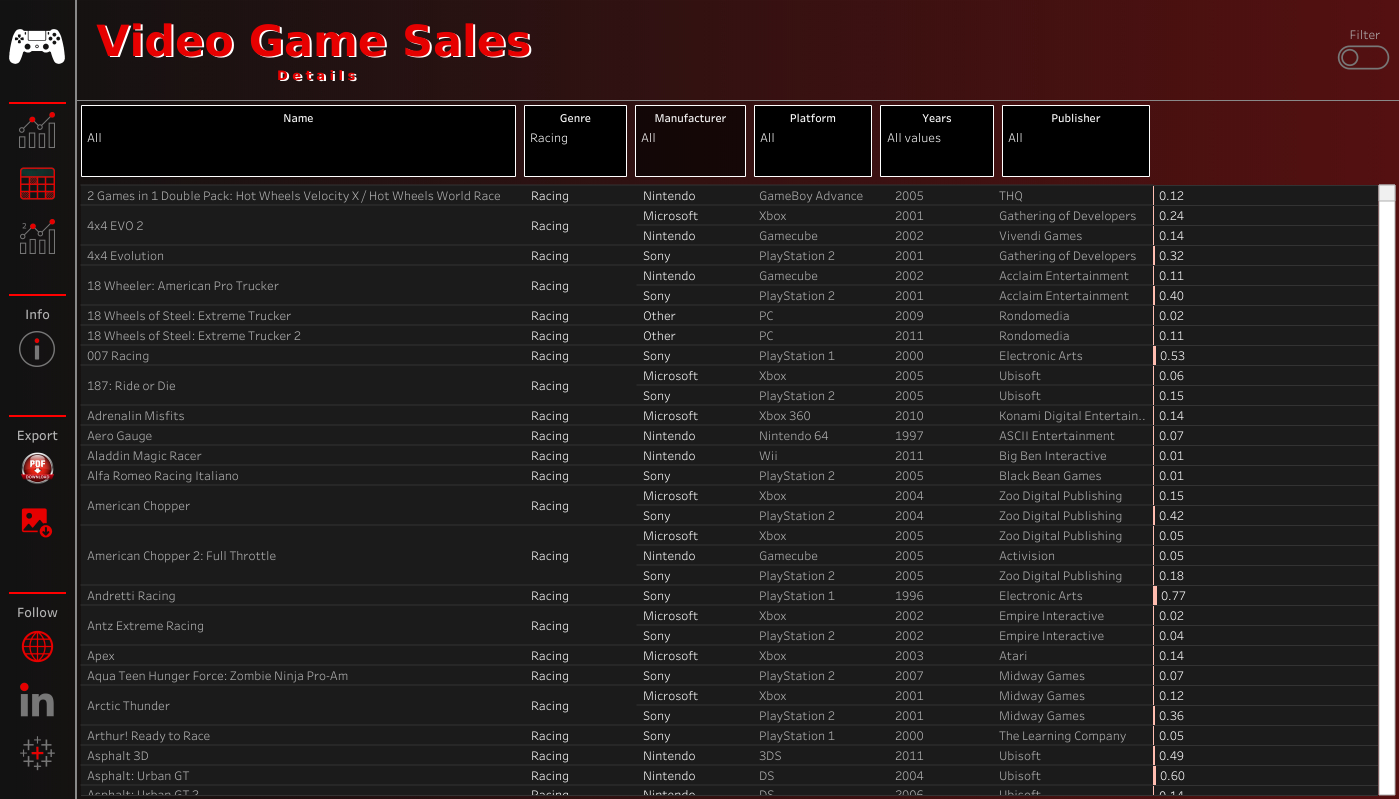 Video Game Sales
Details
Filter
Name Genre Manufacturer Platform Years Publisher
All Racing All All All values All
2 Games in 1 Double Pack: Hot Wheels Velocity X / Hot Wheels World Race Racing Nintendo GameBoy Advance 2005 THQ 0.12
4x4 EVO 2 Racing Microsoft Xbox 2001 Gathering of Developers 0.24
Nintendo Gamecube 2002 Vivendi Games 0.14
4x4 Evolution Racing Sony PlayStation 2 2001 Gathering of Developers 0.32
18 Wheeler: American Pro Trucker Racing Nintendo Gamecube 2002 Acclaim Entertainment 0.11
Sony PlayStation 2 2001 Acclaim Entertainment 0.40
18 Wheels of Steel: Extreme Trucker Racing Other PC 2009 Rondomedia 0.02
18 Wheels of Steel: Extreme Trucker 2 Racing Other PC 2011 Rondomedia 0.11
007 Racing Racing Sony PlayStation 1 2000 Electronic Arts 0.53
187: Ride or Die Racing Microsoft Xbox 2005 Ubisoft 0.06
Sony PlayStation 2 2005 Ubisoft 0.15
Adrenalin Misfits Racing Microsoft Xbox 360 2010 Konami Digital Entertain.. 0.14
Aero Gauge Racing Nintendo Nintendo 64 1997 ASCII Entertainment 0.07
Aladdin Magic Racer Racing Nintendo Wii 2011 Big Ben Interactive 0.01
Alfa Romeo Racing Italiano Racing Sony PlayStation 2 2005 Black Bean Games 0.01
American Chopper Racing Microsoft Xbox 2004 Zoo Digital Publishing 0.15
Sony PlayStation 2 2004 Zoo Digital Publishing 0.42
American Chopper 2: Full Throttle Racing Microsoft Xbox 2005 Zoo Digital Publishing 0.05
Nintendo Gamecube 2005 Activision 0.05
Sony PlayStation 2 2005 Zoo Digital Publishing 0.18
Andretti Racing Racing Sony PlayStation 1 1996 Electronic Arts 0.77
Antz Extreme Racing Racing Microsoft Xbox 2002 Empire Interactive 0.02
Sony PlayStation 2 2002 Empire Interactive 0.04
Apex Racing Microsoft Xbox 2003 Atari 0.14
Aqua Teen Hunger Force: Zombie Ninja Pro-Am Racing Sony PlayStation 2 2007 Midway Games 0.07
Arctic Thunder Racing Microsoft Xbox 2001 Midway Games 0.12
Sony PlayStation 2 2001 Midway Games 0.36
Arthur! Ready to Race Racing Sony PlayStation 1 2000 The Learning Company 0.05
Asphalt 3D Racing Nintendo 3DS 2011 Ubisoft 0.49
Asphalt: Urban GT Racing Nintendo DS 2004 Ubisoft 0.60
Asphalt: Urban GT 2 Racing Nintendo DS 2006 Ubisoft 0.14
2
Info
Export
PDF
DOWNLOAD
Follow
in